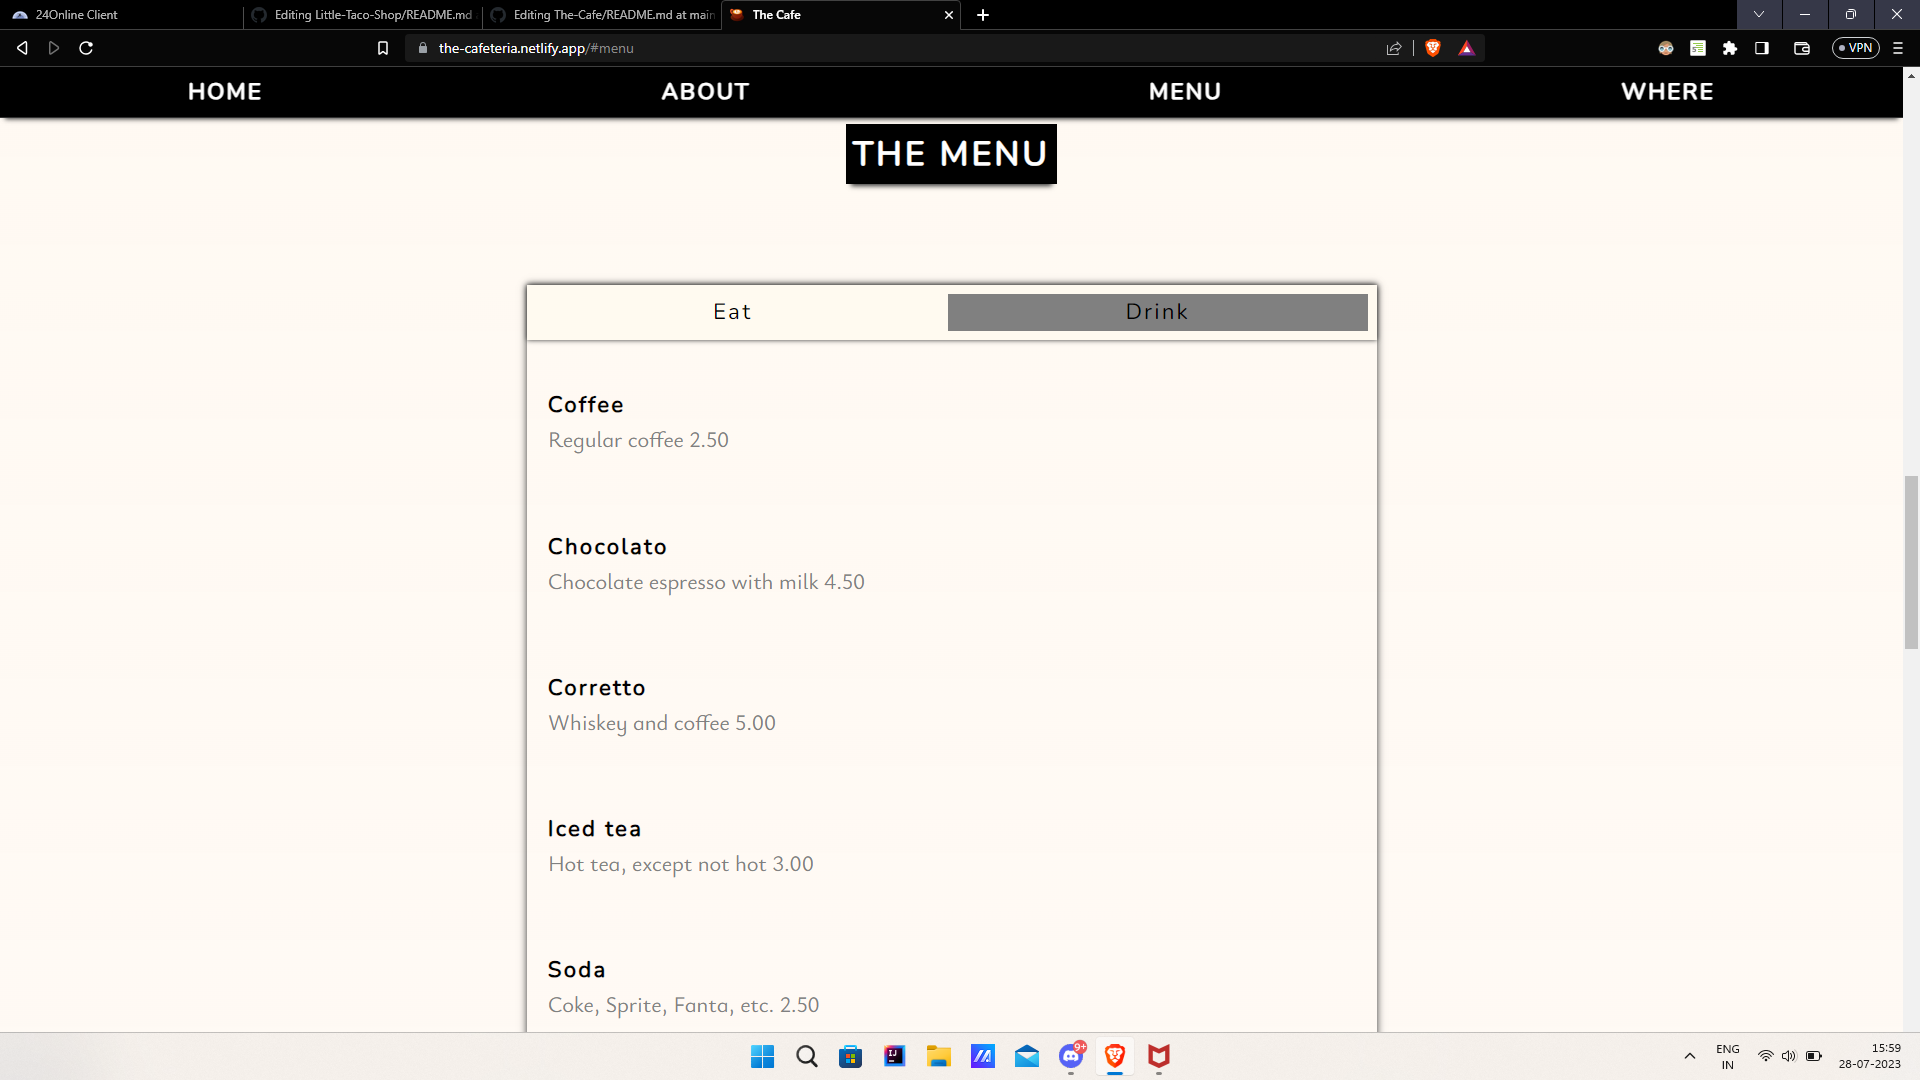 24Online Client
Editing Little-Taco-Shop/README.md
Editing The-Cafe/README.md at main
The Cafe
the-cafeteria.netlify.app/#menu
VPN
HOME ABOUT MENU WHERE
THE MENU
Eat Drink
Coffee
Regular coffee 2.50
Chocolato
Chocolate espresso with milk 4.50
Corretto
Whiskey and coffee 5.00
Iced tea
Hot tea, except not hot 3.00
Soda
Coke, Sprite, Fanta, etc. 2.50
9+
ENG
IN
15:59
28-07-2023